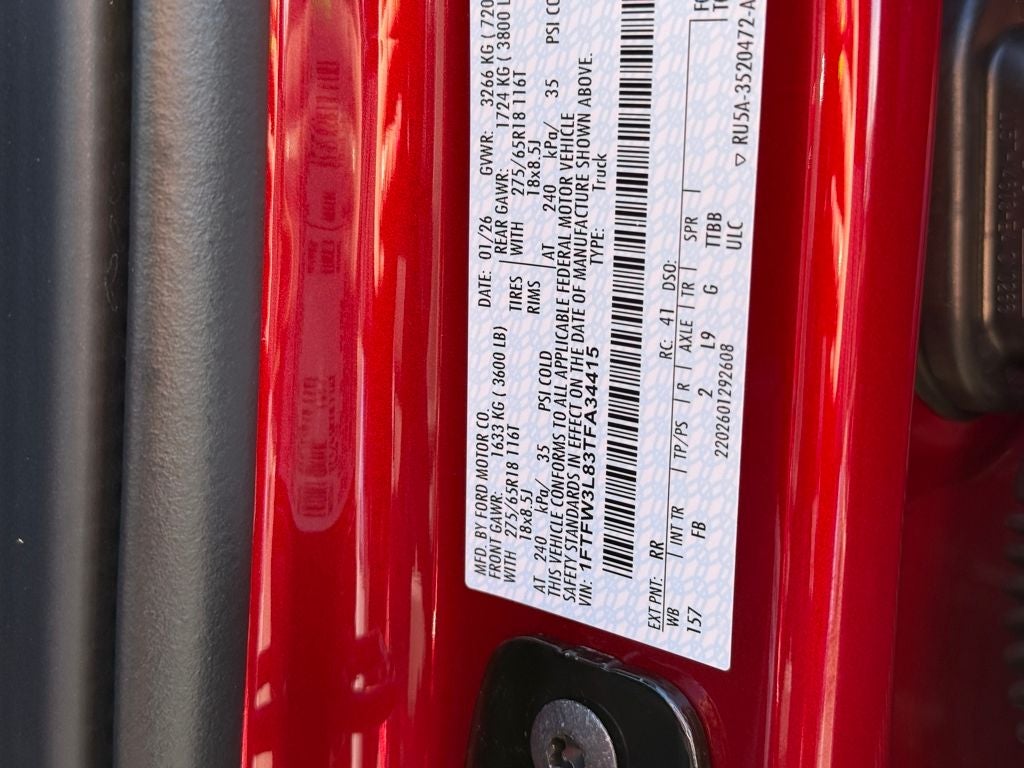 MFD. BY FORD MOTOR CO.
DATE: 01/26 GVWR: 3266 KG ( 720
FRONT GAWR: 1633 KG ( 3600 LB)
REAR GAWR: 1724 KG ( 3800 L
WITH 275/65R18 116T
18x8.5J
TIRES
RIMS
WITH 275/65R18 116T
18x8.5J
AT 240 kPa/ 35 PSI COLD
AT 240 kPa/ 35 PSI CO
THIS VEHICLE CONFORMS TO ALL APPLICABLE FEDERAL MOTOR VEHICLE
SAFETY STANDARDS IN EFFECT ON THE DATE OF MANUFACTURE SHOWN ABOVE.
VIN: 1FTFW3L83TFA34415
TYPE: Truck
EXT PNT: RR RC: 41 DSO:
WB INT TR TP/PS R AXLE TR SPR
157 FB 2 L9 G TTBB
2202601292608 ULC
RU5A-3520472-A